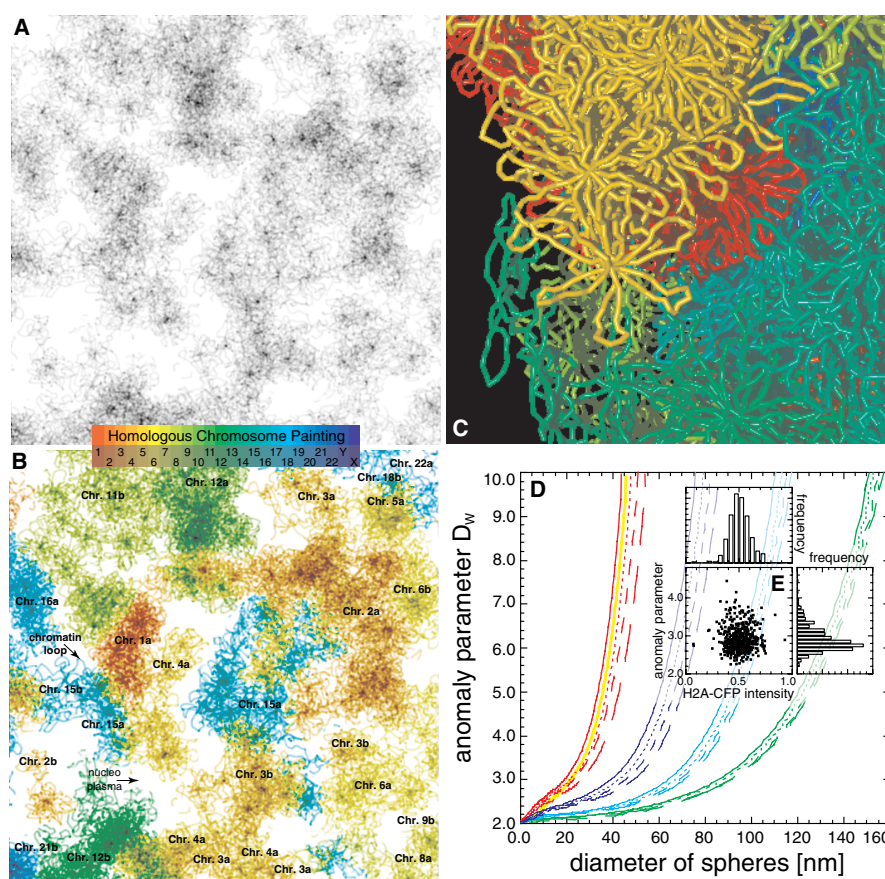 A
C
Homologous Chromosome Painting
1 3 5 7 9 11 13 15 17 19 21 Y
2 4 6 8 10 12 14 16 18 20 22 X
B
Chr. 22a
Chr. 18b
Chr. 11b
Chr. 12a
Chr. 3a
Chr. 5a
Chr. 16a
Chr. 6b
Chr. 2a
Chr. 1a
chromatin
loop
Chr. 4a
Chr. 15b
Chr. 15a
Chr. 15a
Chr. 2b
Chr. 3b
nucleo
plasma
Chr. 3b
Chr. 6a
Chr. 9b
Chr. 21b
Chr. 12b
Chr. 4a
Chr. 3a
Chr. 4a
Chr. 3a
Chr. 8a
D
anomaly parameter Dw
10.0
9.0
8.0
7.0
6.0
5.0
4.0
3.0
2.0
0.0 20 40 60 80 100 120 140 160
diameter of spheres [nm]
frequency
frequency
E
anomaly parameter
4.0
3.0
2.0
0.0 0.5 1.0
H2A-CFP intensity